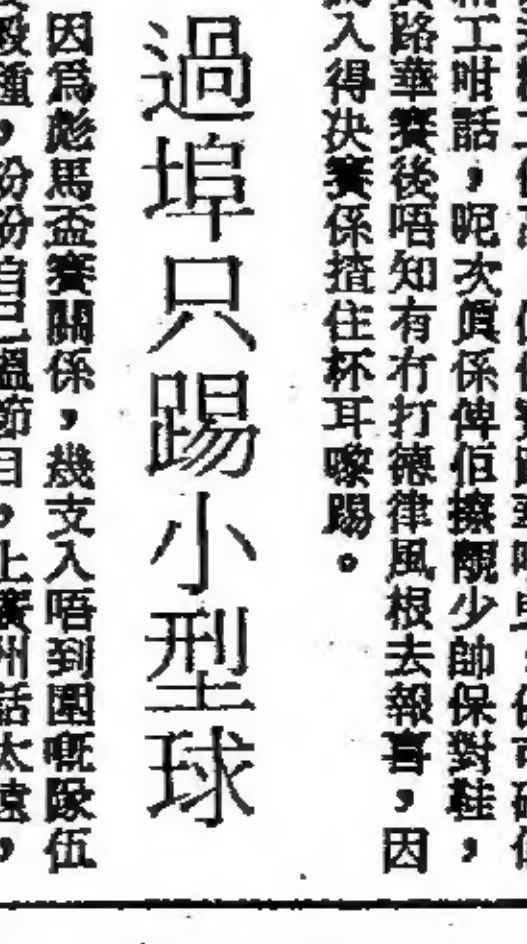 工咁話，呢次眞係俾佢擦靚少帥保對鞋，
路華賽後唔知有冇打德律風根去報喜，因
入得決賽係揸住杯耳嚟踢。
過埠只踢小型球
因爲彪馬盃賽關係，幾支入唔到圍嘅隊伍
，紛紛自己搵節目，上廣州話太遠，